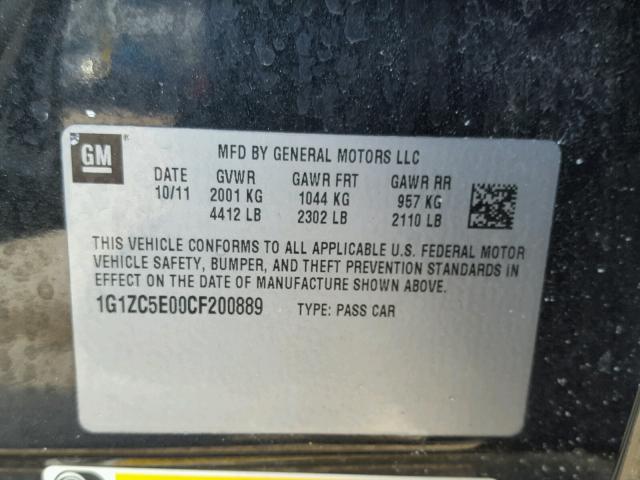 GM
MFD BY GENERAL MOTORS LLC
DATE GVWR GAWR FRT GAWR RR
10/11 2001 KG 1044 KG 957 KG
4412 LB 2302 LB 2110 LB
THIS VEHICLE CONFORMS TO ALL APPLICABLE U.S. FEDERAL MOTOR
VEHICLE SAFETY, BUMPER, AND THEFT PREVENTION STANDARDS IN
EFFECT ON THE DATE OF MANUFACTURE SHOWN ABOVE.
1G1ZC5E00CF200889 TYPE: PASS CAR